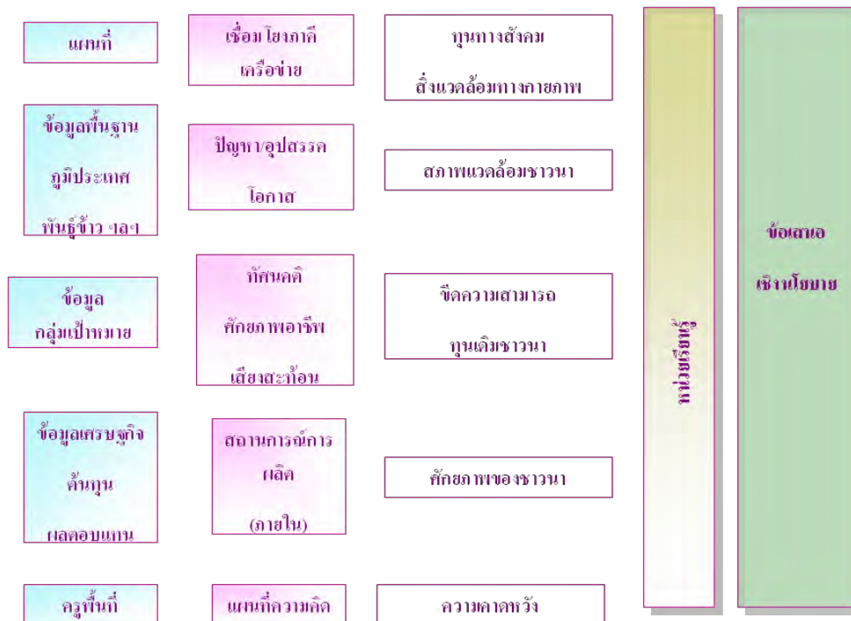 แผนที่
ข้อมูลพื้นฐาน
ภูมิประเทศ
พันธุ์ข้าว ฯลฯ
ข้อมูล
กลุ่มเป้าหมาย
ข้อมูลเศรษฐกิจ
ต้นทุน
ผลตอบแทน
ครูพื้นที่
เชื่อมโยงภาคี
เครือข่าย
ปัญหา/อุปสรรค
โอกาส
ทัศนคติ
ศักยภาพอาชีพ
เสียงสะท้อน
สถานการณ์การ
ผลิต
(ภายใน)
แผนที่ความคิด
ทุนทางสังคม
สิ่งแวดล้อมทางกายภาพ
สภาพแวดล้อมชาวนา
ขีดความสามารถ
ทุนเดิมชาวนา
ศักยภาพของชาวนา
ความคาดหวัง
ข้อเสนอ
เชิงนโยบาย